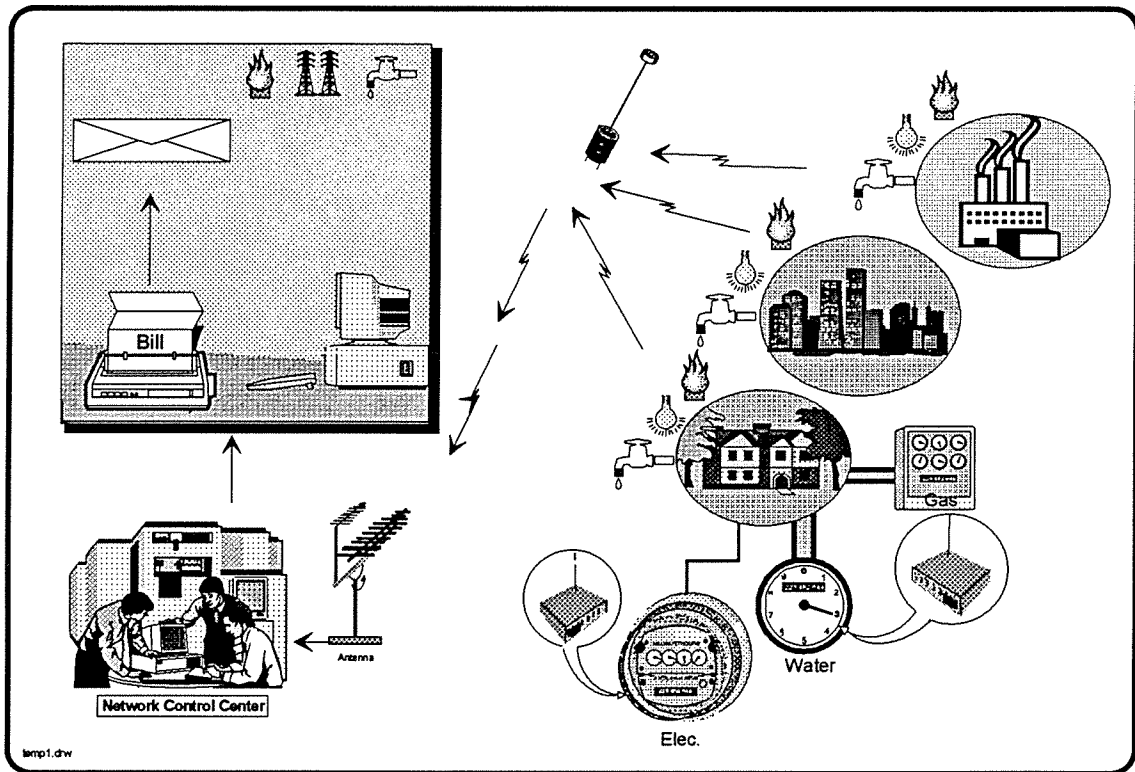 Bill
Gas
Antenna
Network Control Center
Water
Elec.
temp1.drw